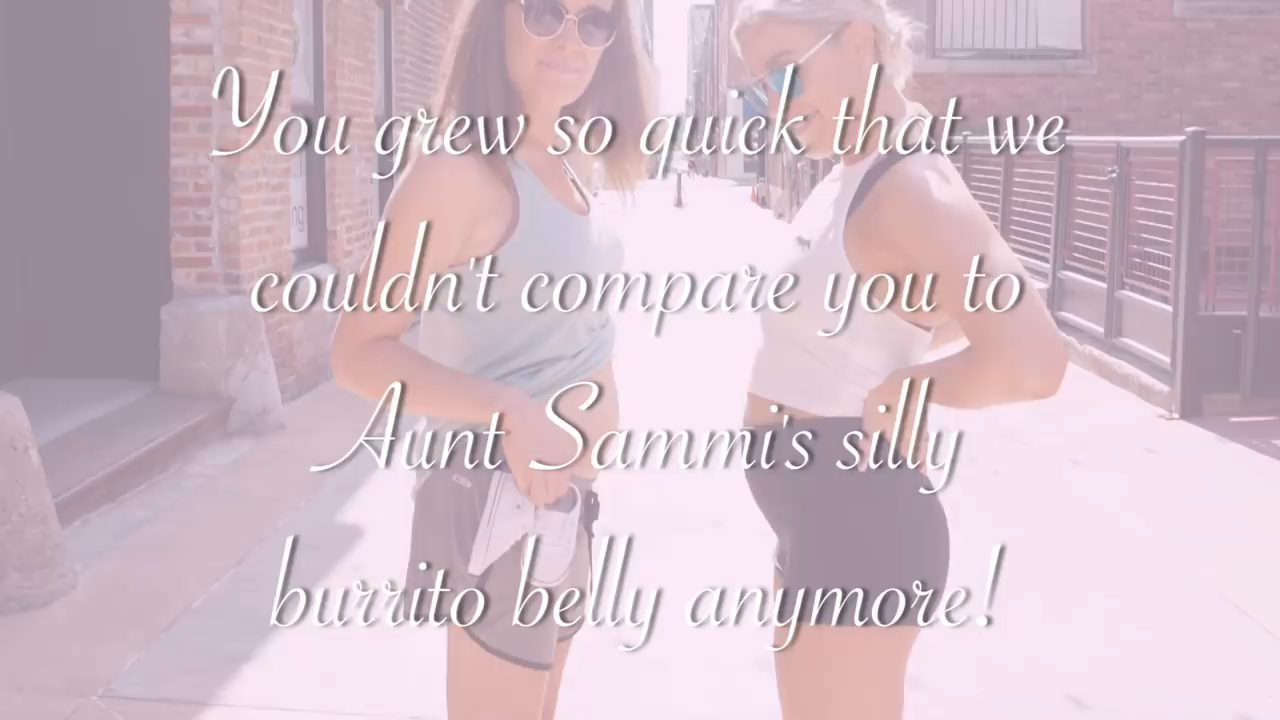 You grew so quick that we
couldn't compare you to
Aunt Sammi's silly
burrito belly anymore!